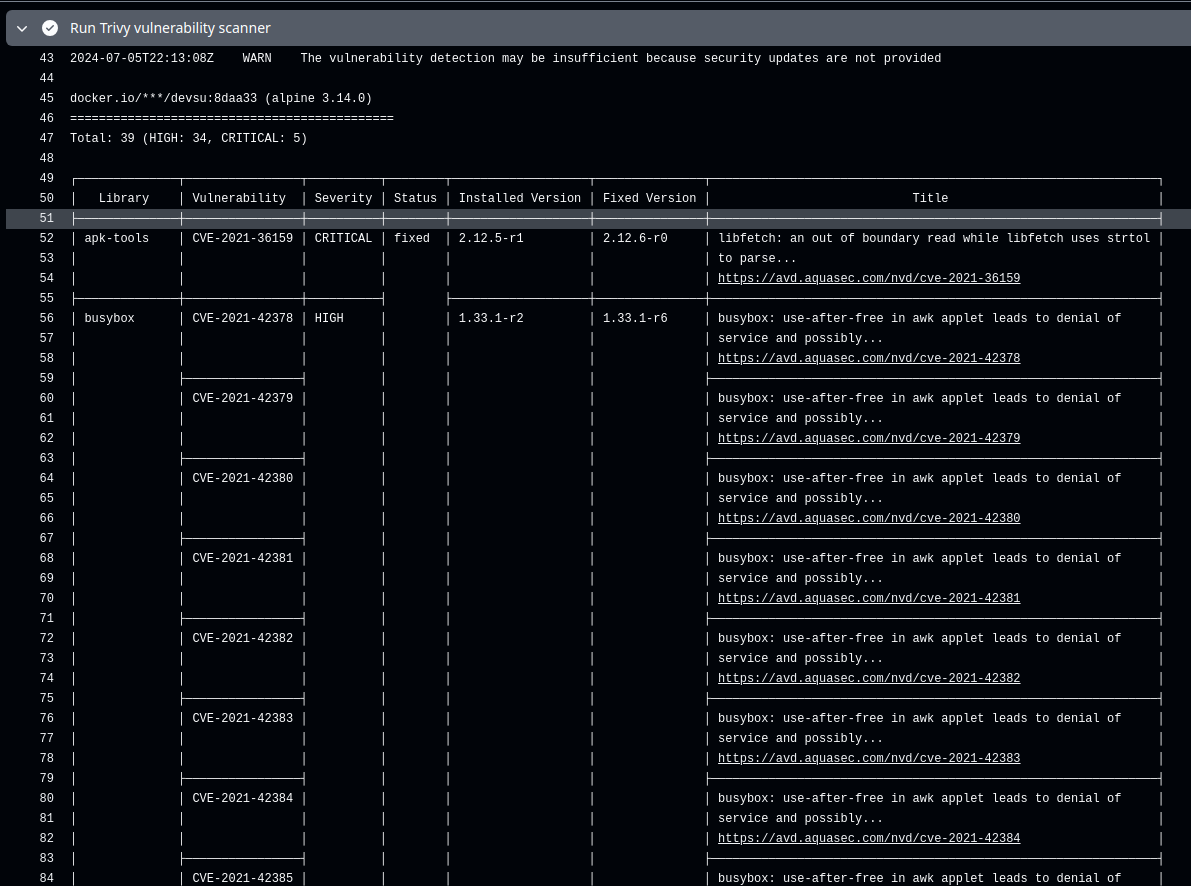 Run Trivy vulnerability scanner
43 2024-07-05T22:13:08Z WARN The vulnerability detection may be insufficient because security updates are not provided
44
45 docker.io/***/devsu:8daa33 (alpine 3.14.0)
46 =============================================
47 Total: 39 (HIGH: 34, CRITICAL: 5)
48
49
50 | Library | Vulnerability | Severity | Status | Installed Version | Fixed Version | Title |
51
52 | apk-tools | CVE-2021-36159 | CRITICAL | fixed | 2.12.5-r1 | 2.12.6-r0 | libfetch: an out of boundary read while libfetch uses strtol |
53 | | | | | | | to parse... |
54 | | | | | | | https://avd.aquasec.com/nvd/cve-2021-36159 |
55
56 | busybox | CVE-2021-42378 | HIGH | | 1.33.1-r2 | 1.33.1-r6 | busybox: use-after-free in awk applet leads to denial of |
57 | | | | | | | service and possibly... |
58 | | | | | | | https://avd.aquasec.com/nvd/cve-2021-42378 |
59
60 | | CVE-2021-42379 | | | | | busybox: use-after-free in awk applet leads to denial of |
61 | | | | | | | service and possibly... |
62 | | | | | | | https://avd.aquasec.com/nvd/cve-2021-42379 |
63
64 | | CVE-2021-42380 | | | | | busybox: use-after-free in awk applet leads to denial of |
65 | | | | | | | service and possibly... |
66 | | | | | | | https://avd.aquasec.com/nvd/cve-2021-42380 |
67
68 | | CVE-2021-42381 | | | | | busybox: use-after-free in awk applet leads to denial of |
69 | | | | | | | service and possibly... |
70 | | | | | | | https://avd.aquasec.com/nvd/cve-2021-42381 |
71
72 | | CVE-2021-42382 | | | | | busybox: use-after-free in awk applet leads to denial of |
73 | | | | | | | service and possibly... |
74 | | | | | | | https://avd.aquasec.com/nvd/cve-2021-42382 |
75
76 | | CVE-2021-42383 | | | | | busybox: use-after-free in awk applet leads to denial of |
77 | | | | | | | service and possibly... |
78 | | | | | | | https://avd.aquasec.com/nvd/cve-2021-42383 |
79
80 | | CVE-2021-42384 | | | | | busybox: use-after-free in awk applet leads to denial of |
81 | | | | | | | service and possibly... |
82 | | | | | | | https://avd.aquasec.com/nvd/cve-2021-42384 |
83
84 | | CVE-2021-42385 | | | | | busybox: use-after-free in awk applet leads to denial of |